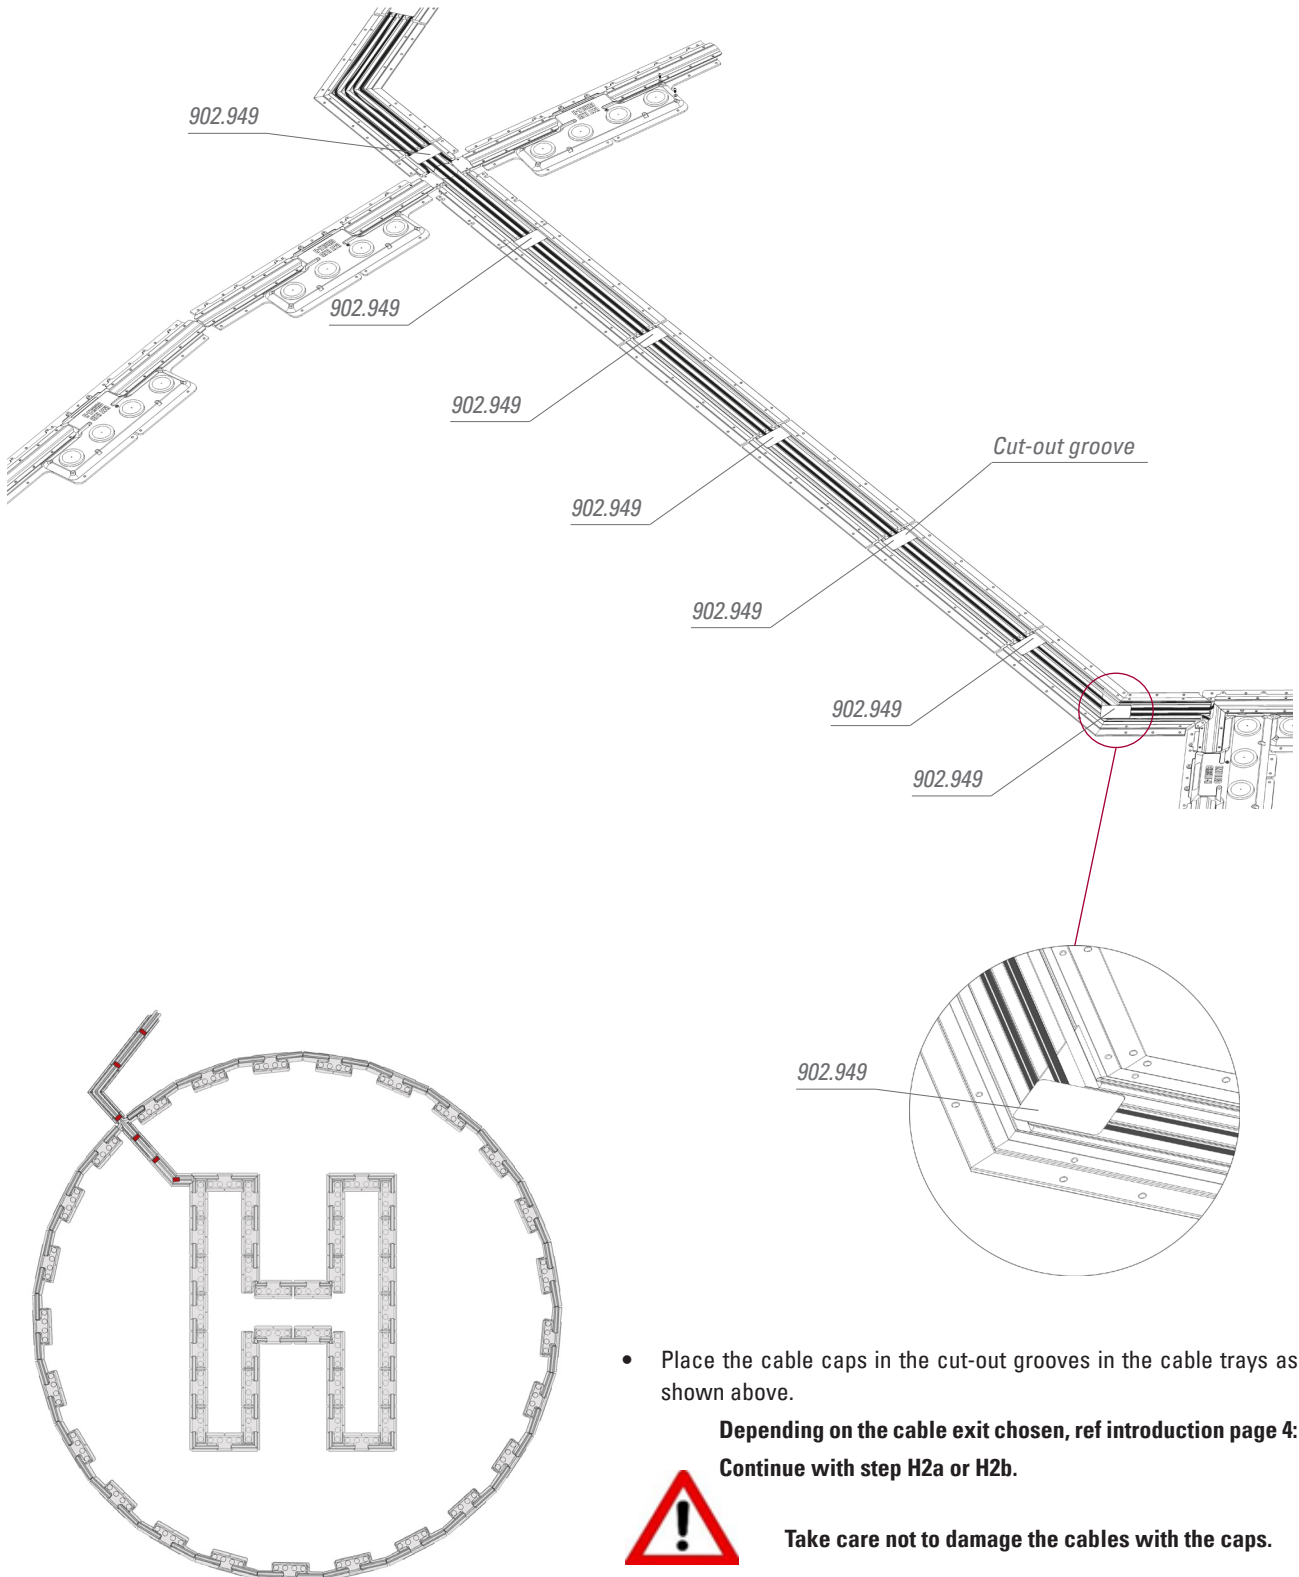 902.949
902.949
902.949
Cut-out groove
902.949
902.949
902.949
902.949
902.949
• Place the cable caps in the cut-out grooves in the cable trays as
shown above.
Depending on the cable exit chosen, ref introduction page 4:
Continue with step H2a or H2b.
Take care not to damage the cables with the caps.